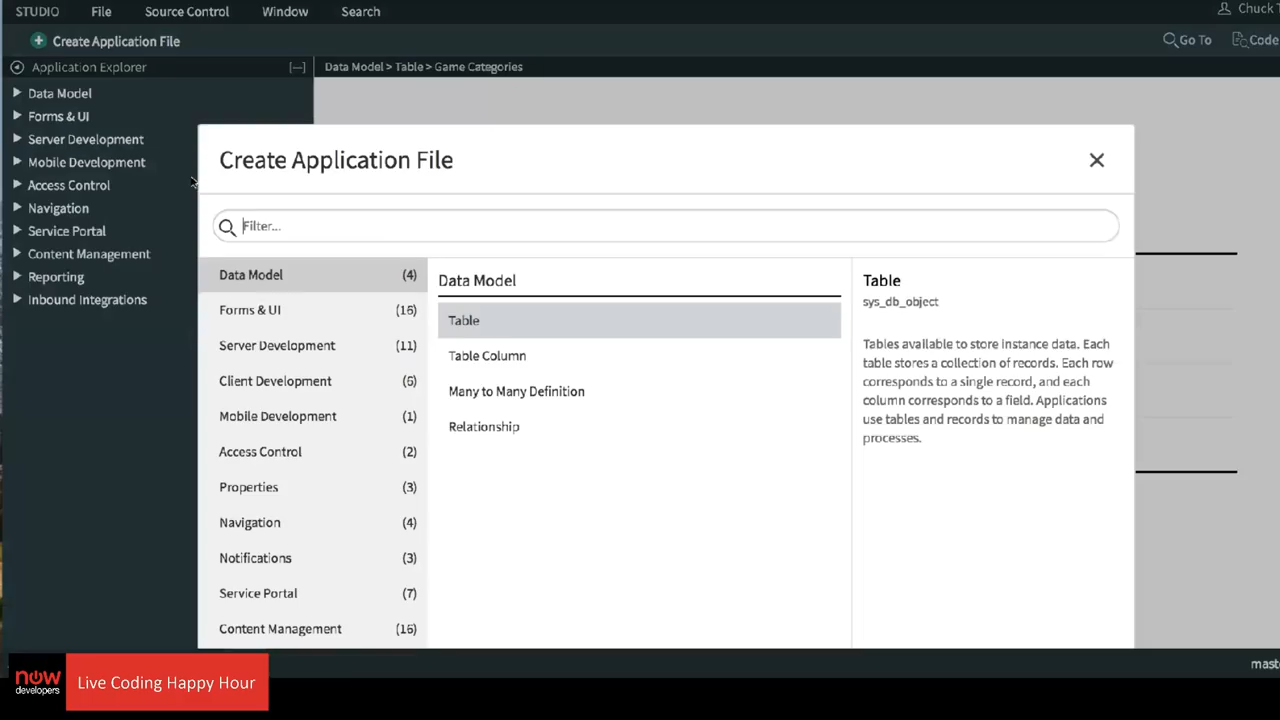 STUDIO File Source Control Window Search Chuck T
Create Application File Go To Code
Application Explorer [—] Data Model > Table > Game Categories
Data Model
Forms & UI
Server Development
Mobile Development
Access Control
Navigation
Service Portal
Content Management
Reporting
Inbound Integrations
Create Application File
Filter...
Data Model (4)
Forms & UI (16)
Server Development (11)
Client Development (6)
Mobile Development (1)
Access Control (2)
Properties (3)
Navigation (4)
Notifications (3)
Service Portal (7)
Content Management (16)
Data Model
Table
Table Column
Many to Many Definition
Relationship
Table
sys_db_object
Tables available to store instance data. Each
table stores a collection of records. Each row
corresponds to a single record, and each
column corresponds to a field. Applications
use tables and records to manage data and
processes.
maste
now
developers
Live Coding Happy Hour